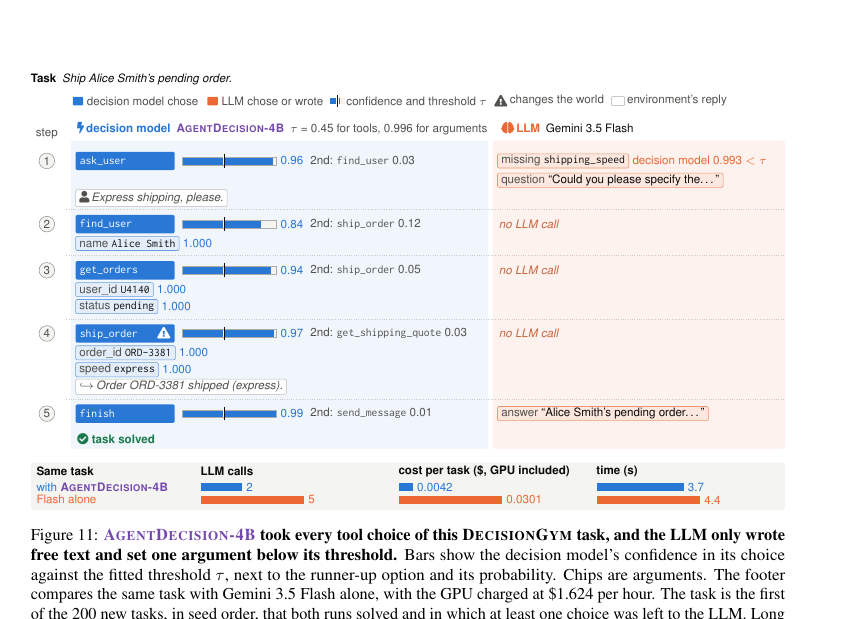 Task Ship Alice Smith's pending order.
decision model chose LLM chose or wrote confidence and threshold τ changes the world environment's reply
step decision model AGENTDECISION-4B τ = 0.45 for tools, 0.996 for arguments LLM Gemini 3.5 Flash
1 ask_user 0.96 2nd: find_user 0.03 missing shipping_speed decision model 0.993 < τ
question “Could you please specify the...”
Express shipping, please.
2 find_user 0.84 2nd: ship_order 0.12 no LLM call
name Alice Smith 1.000
3 get_orders 0.94 2nd: ship_order 0.05 no LLM call
user_id U4140 1.000
status pending 1.000
4 ship_order 0.97 2nd: get_shipping_quote 0.03 no LLM call
order_id ORD-3381 1.000
speed express 1.000
↪ Order ORD-3381 shipped (express).
5 finish 0.99 2nd: send_message 0.01 answer “Alice Smith's pending order...”
task solved
Same task LLM calls cost per task ($, GPU included) time (s)
with AGENTDECISION-4B 2 0.0042 3.7
Flash alone 5 0.0301 4.4
Figure 11: AGENTDECISION-4B took every tool choice of this DECISIONGYM task, and the LLM only wrote
free text and set one argument below its threshold. Bars show the decision model's confidence in its choice
against the fitted threshold τ, next to the runner-up option and its probability. Chips are arguments. The footer
compares the same task with Gemini 3.5 Flash alone, with the GPU charged at $1.624 per hour. The task is the first
of the 200 new tasks, in seed order, that both runs solved and in which at least one choice was left to the LLM. Long